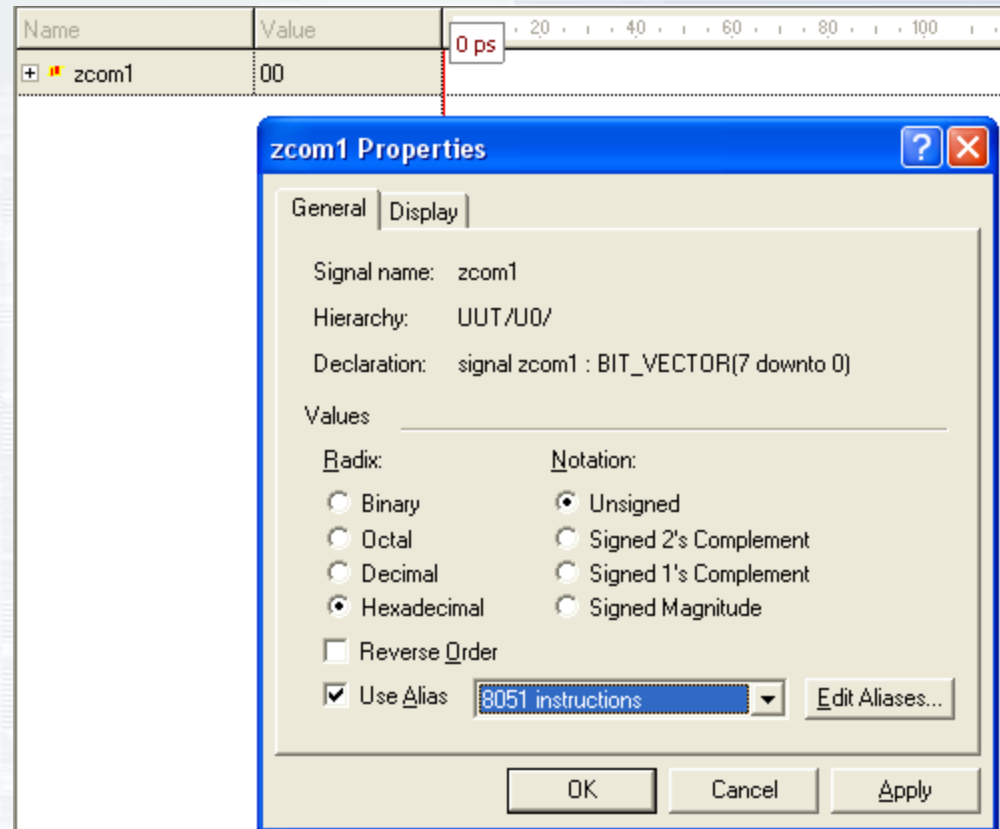 Name Value 20 40 60 80 100
0 ps
zcom1 00
zcom1 Properties
General Display
Signal name: zcom1
Hierarchy: UUT/U0/
Declaration: signal zcom1 : BIT_VECTOR(7 downto 0)
Values
Radix: Notation:
Binary Unsigned
Octal Signed 2's Complement
Decimal Signed 1's Complement
Hexadecimal Signed Magnitude
Reverse Order
Use Alias 8051 instructions Edit Aliases...
OK Cancel Apply